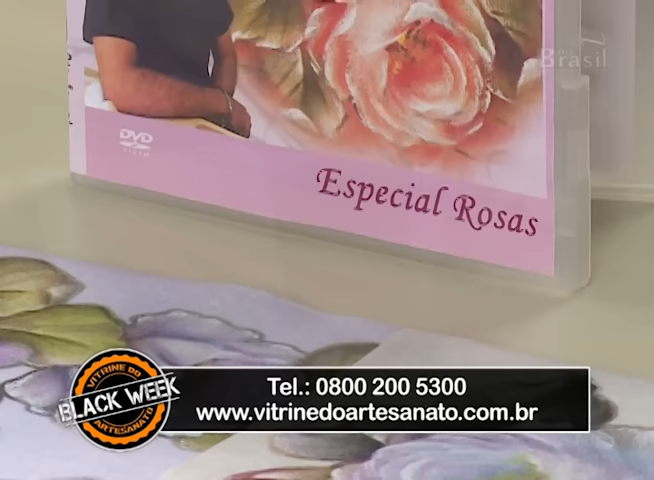 Brasil
DVD
VIDEO
Especial Rosas
VITRINE DO
BLACK WEEK
ARTESANATO
Tel.: 0800 200 5300
www.vitrinedoartesanato.com.br